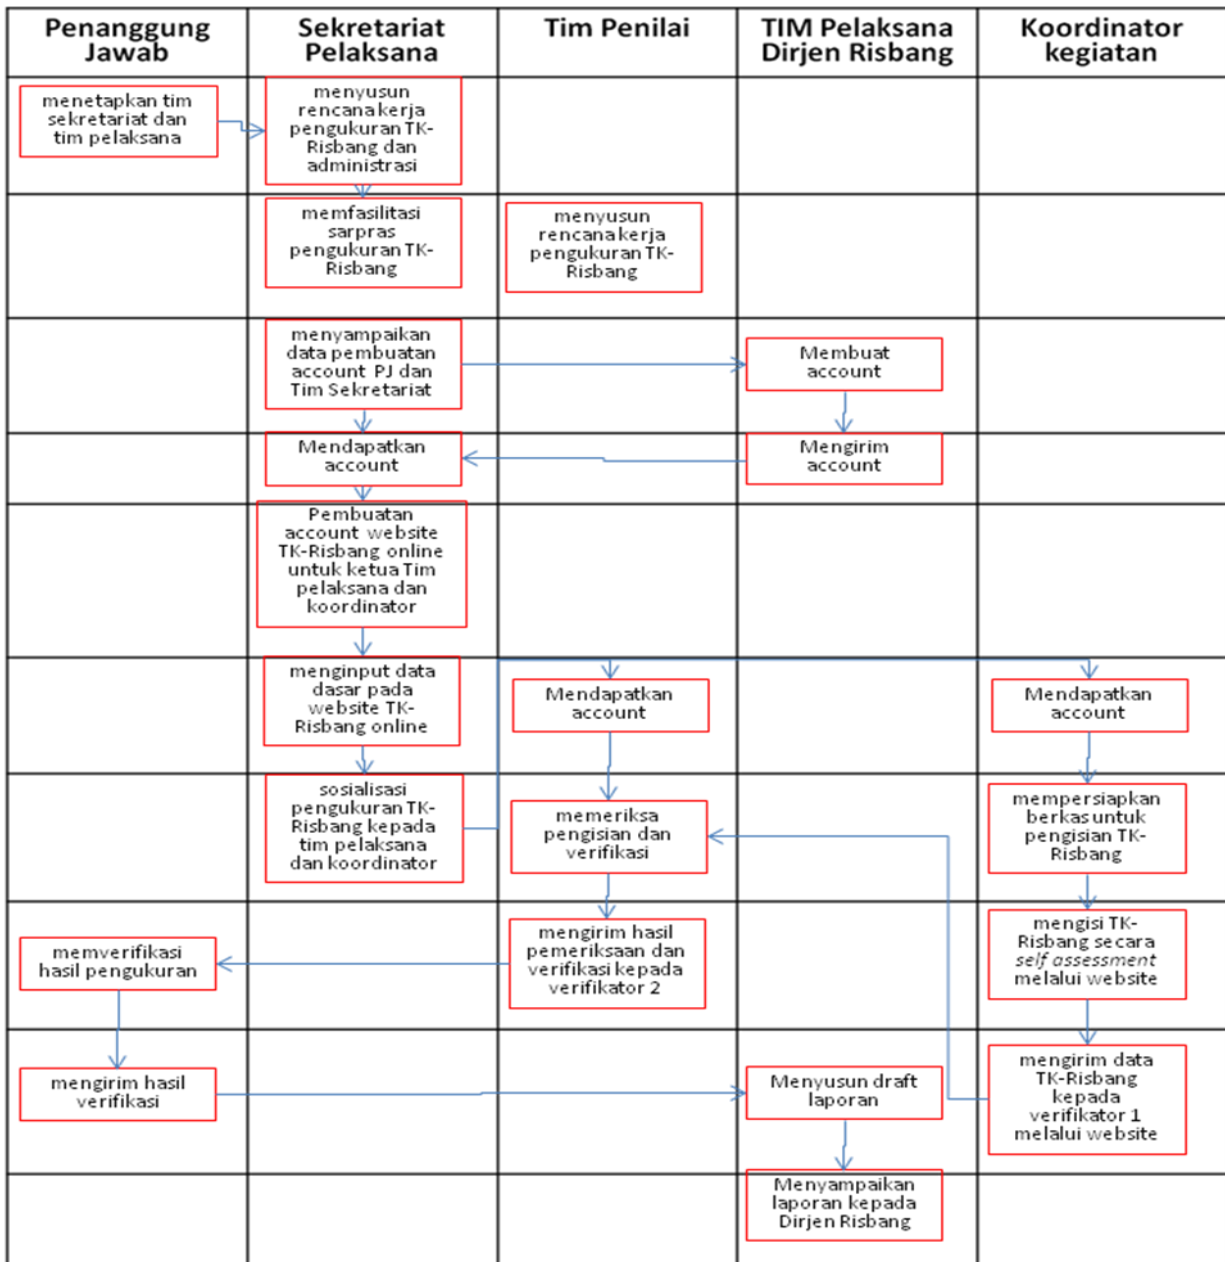 Penanggung
Jawab
Sekretariat
Pelaksana
Tim Penilai
TIM Pelaksana
Dirjen Risbang
Koordinator
kegiatan
menetapkan tim
sekretariat dan
tim pelaksana
menyusun
rencana kerja
pengukuran TK-
Risbang dan
administrasi
memfasilitasi
sarpras
pengukuran TK-
Risbang
menyusun
rencana kerja
pengukuran TK-
Risbang
menyampaikan
data pembuatan
account PJ dan
Tim Sekretariat
Membuat
account
Mendapatkan
account
Mengirim
account
Pembuatan
account website
TK-Risbang online
untuk ketua Tim
pelaksana dan
koordinator
menginput data
dasar pada
website TK-
Risbang online
Mendapatkan
account
Mendapatkan
account
sosialisasi
pengukuran TK-
Risbang kepada
tim pelaksana
dan koordinator
memeriksa
pengisian dan
verifikasi
mempersiapkan
berkas untuk
pengisian TK-
Risbang
memverifikasi
hasil pengukuran
mengirim hasil
pemeriksaan dan
verifikasi kepada
verifikator 2
mengisi TK-
Risbang secara
self assessment
melalui website
mengirim hasil
verifikasi
Menyusun draft
laporan
mengirim data
TK-Risbang
kepada
verifikator 1
melalui website
Menyampaikan
laporan kepada
Dirjen Risbang